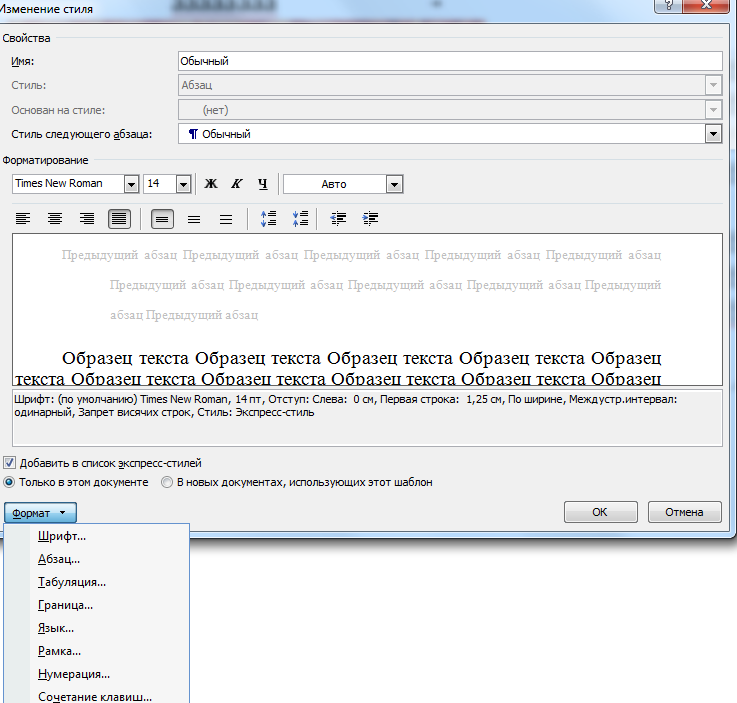 Изменение стиля
Свойства
Имя: Обычный
Стиль: Абзац
Основан на стиле: (нет)
Стиль следующего абзаца: ¶ Обычный
Форматирование
Times New Roman 14 Ж К Ч Авто
Предыдущий абзац Предыдущий абзац Предыдущий абзац Предыдущий абзац Предыдущий абзац
Предыдущий абзац Предыдущий абзац Предыдущий абзац Предыдущий абзац Предыдущий
абзац Предыдущий абзац
Образец текста Образец текста Образец текста Образец текста Образец
текста Образец текста Образец текста Образец текста Образец текста Образец
Шрифт: (по умолчанию) Times New Roman, 14 пт, Отступ: Слева: 0 см, Первая строка: 1,25 см, По ширине, Междустр.интервал:
одинарный, Запрет висячих строк, Стиль: Экспресс-стиль
Добавить в список экспресс-стилей
Только в этом документе В новых документах, использующих этот шаблон
Формат ОК Отмена
Шрифт...
Абзац...
Табуляция...
Граница...
Язык...
Рамка...
Нумерация...
Сочетание клавиш...